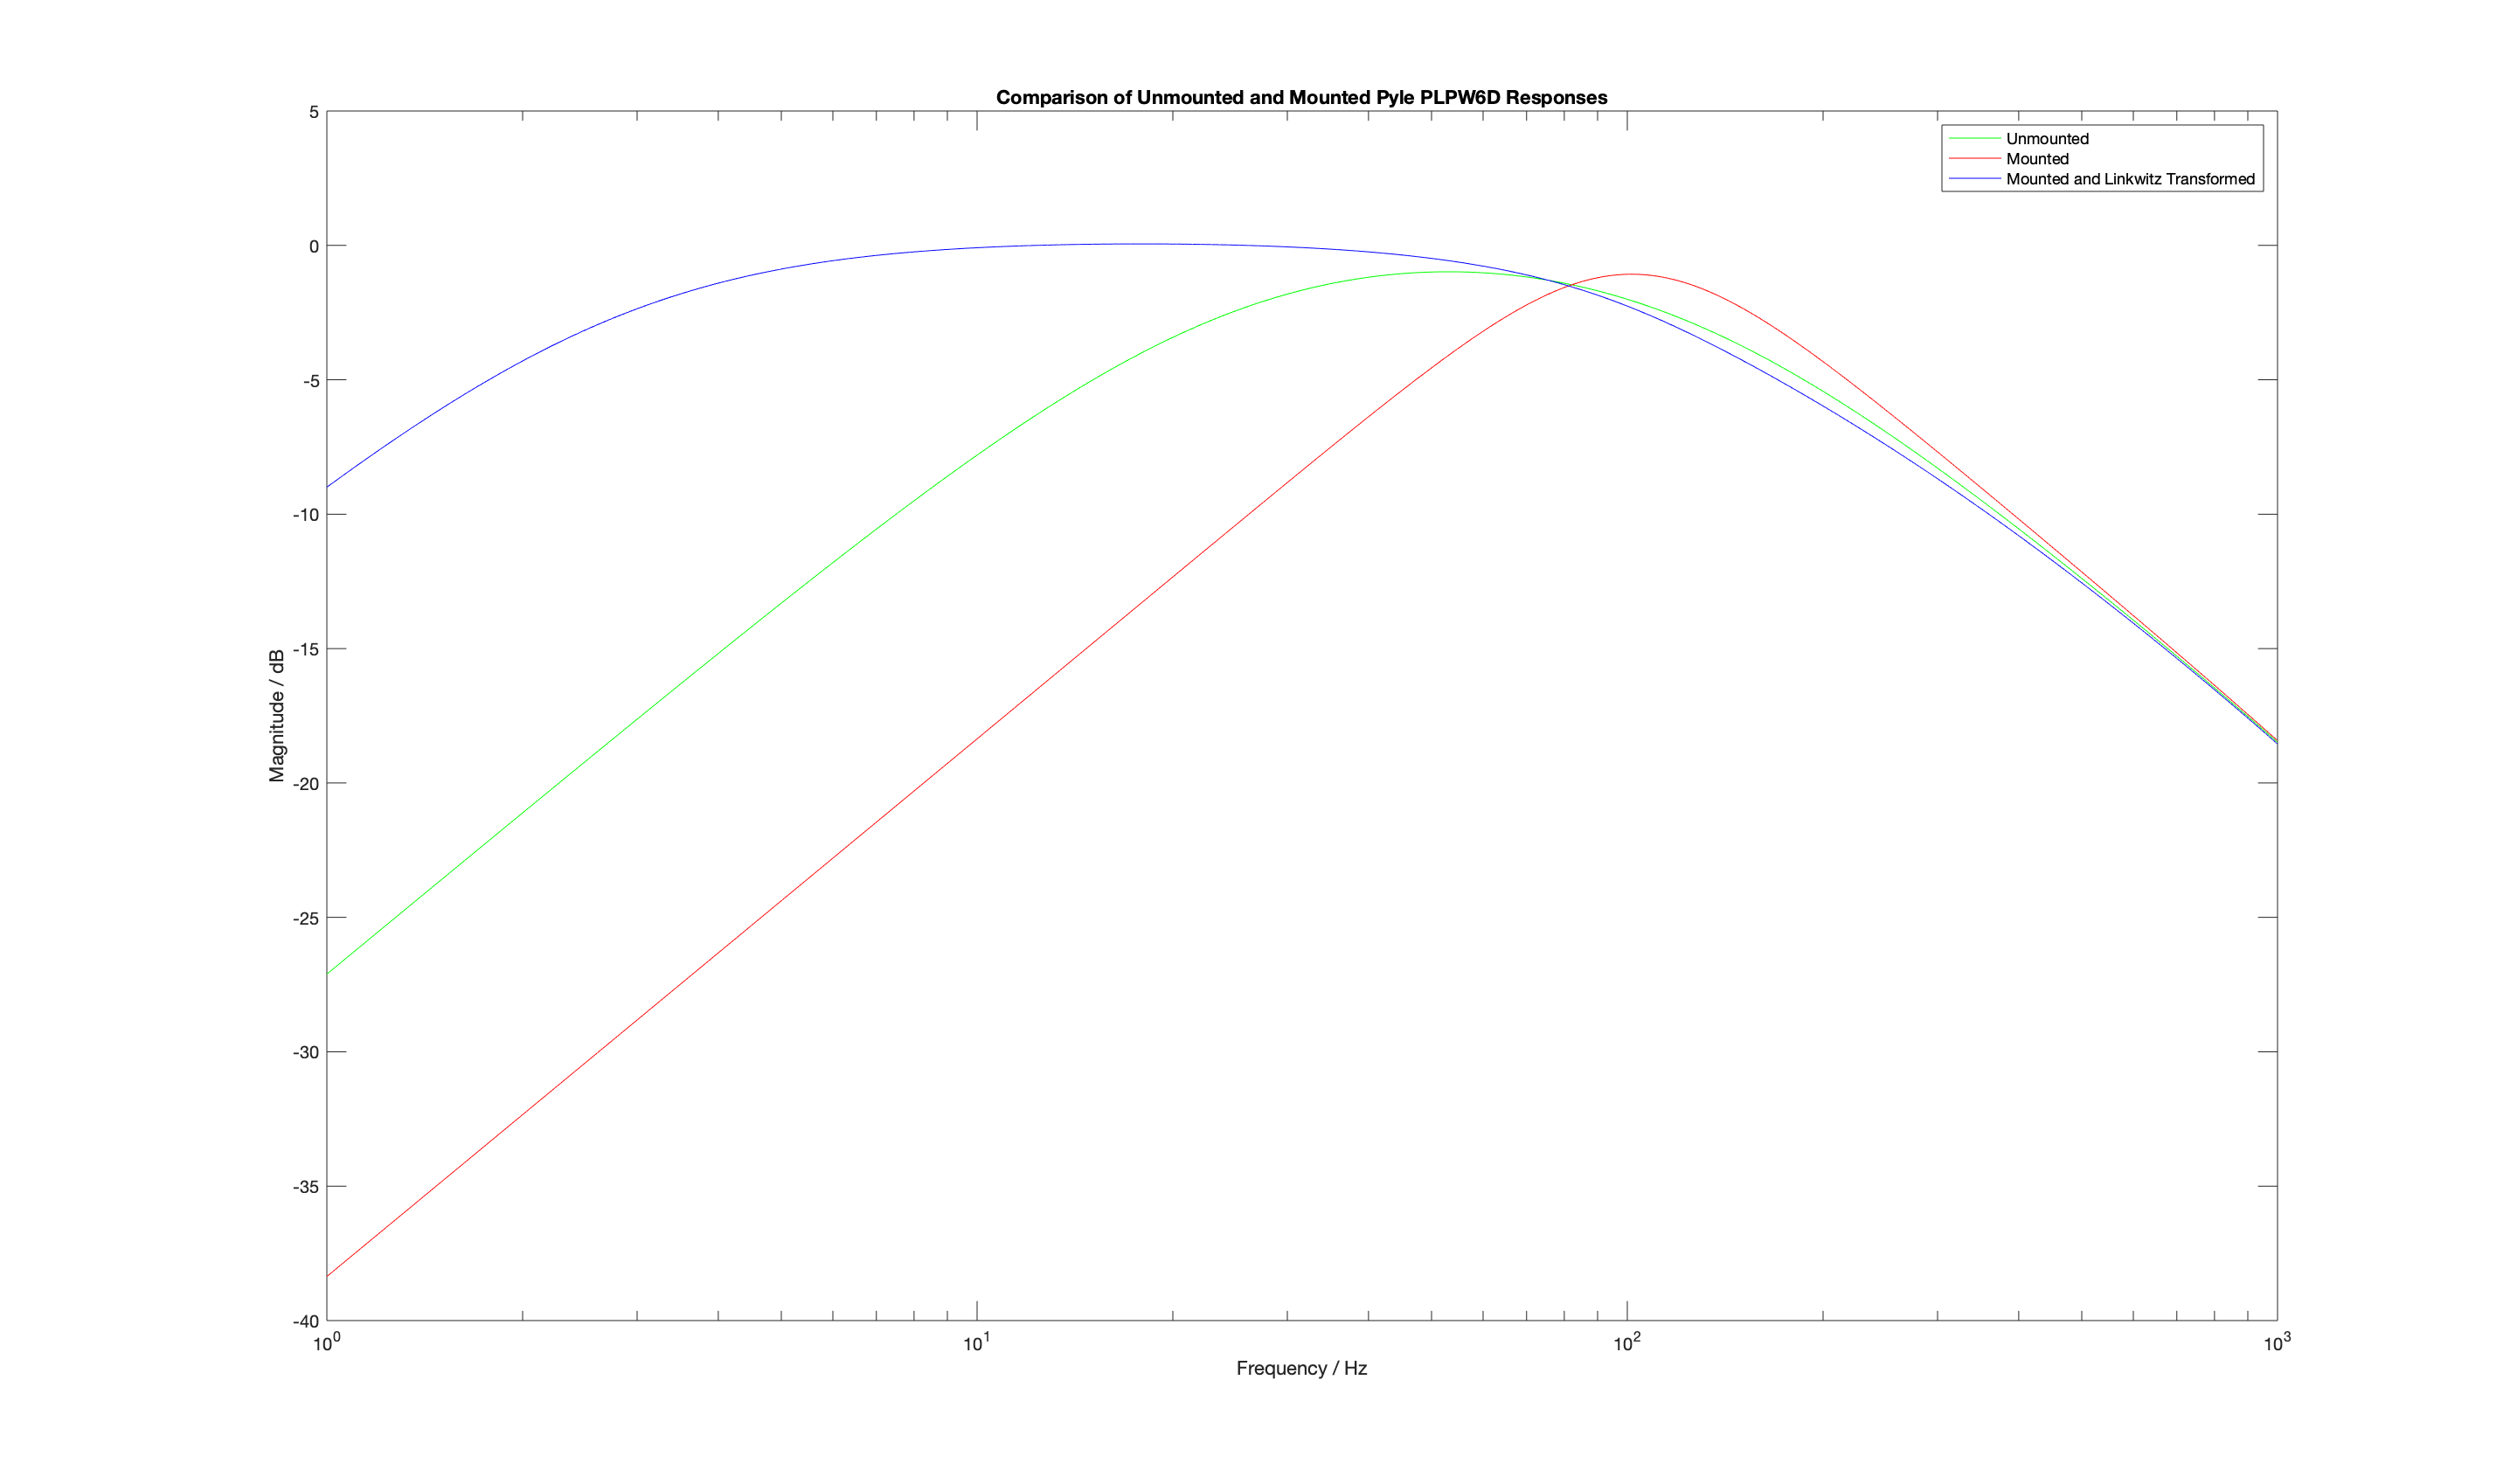 Comparison of Unmounted and Mounted Pyle PLPW6D Responses
Unmounted
Mounted
Mounted and Linkwitz Transformed
Magnitude / dB
5
0
-5
-10
-15
-20
-25
-30
-35
-40
10^0 10^1 10^2 10^3
Frequency / Hz